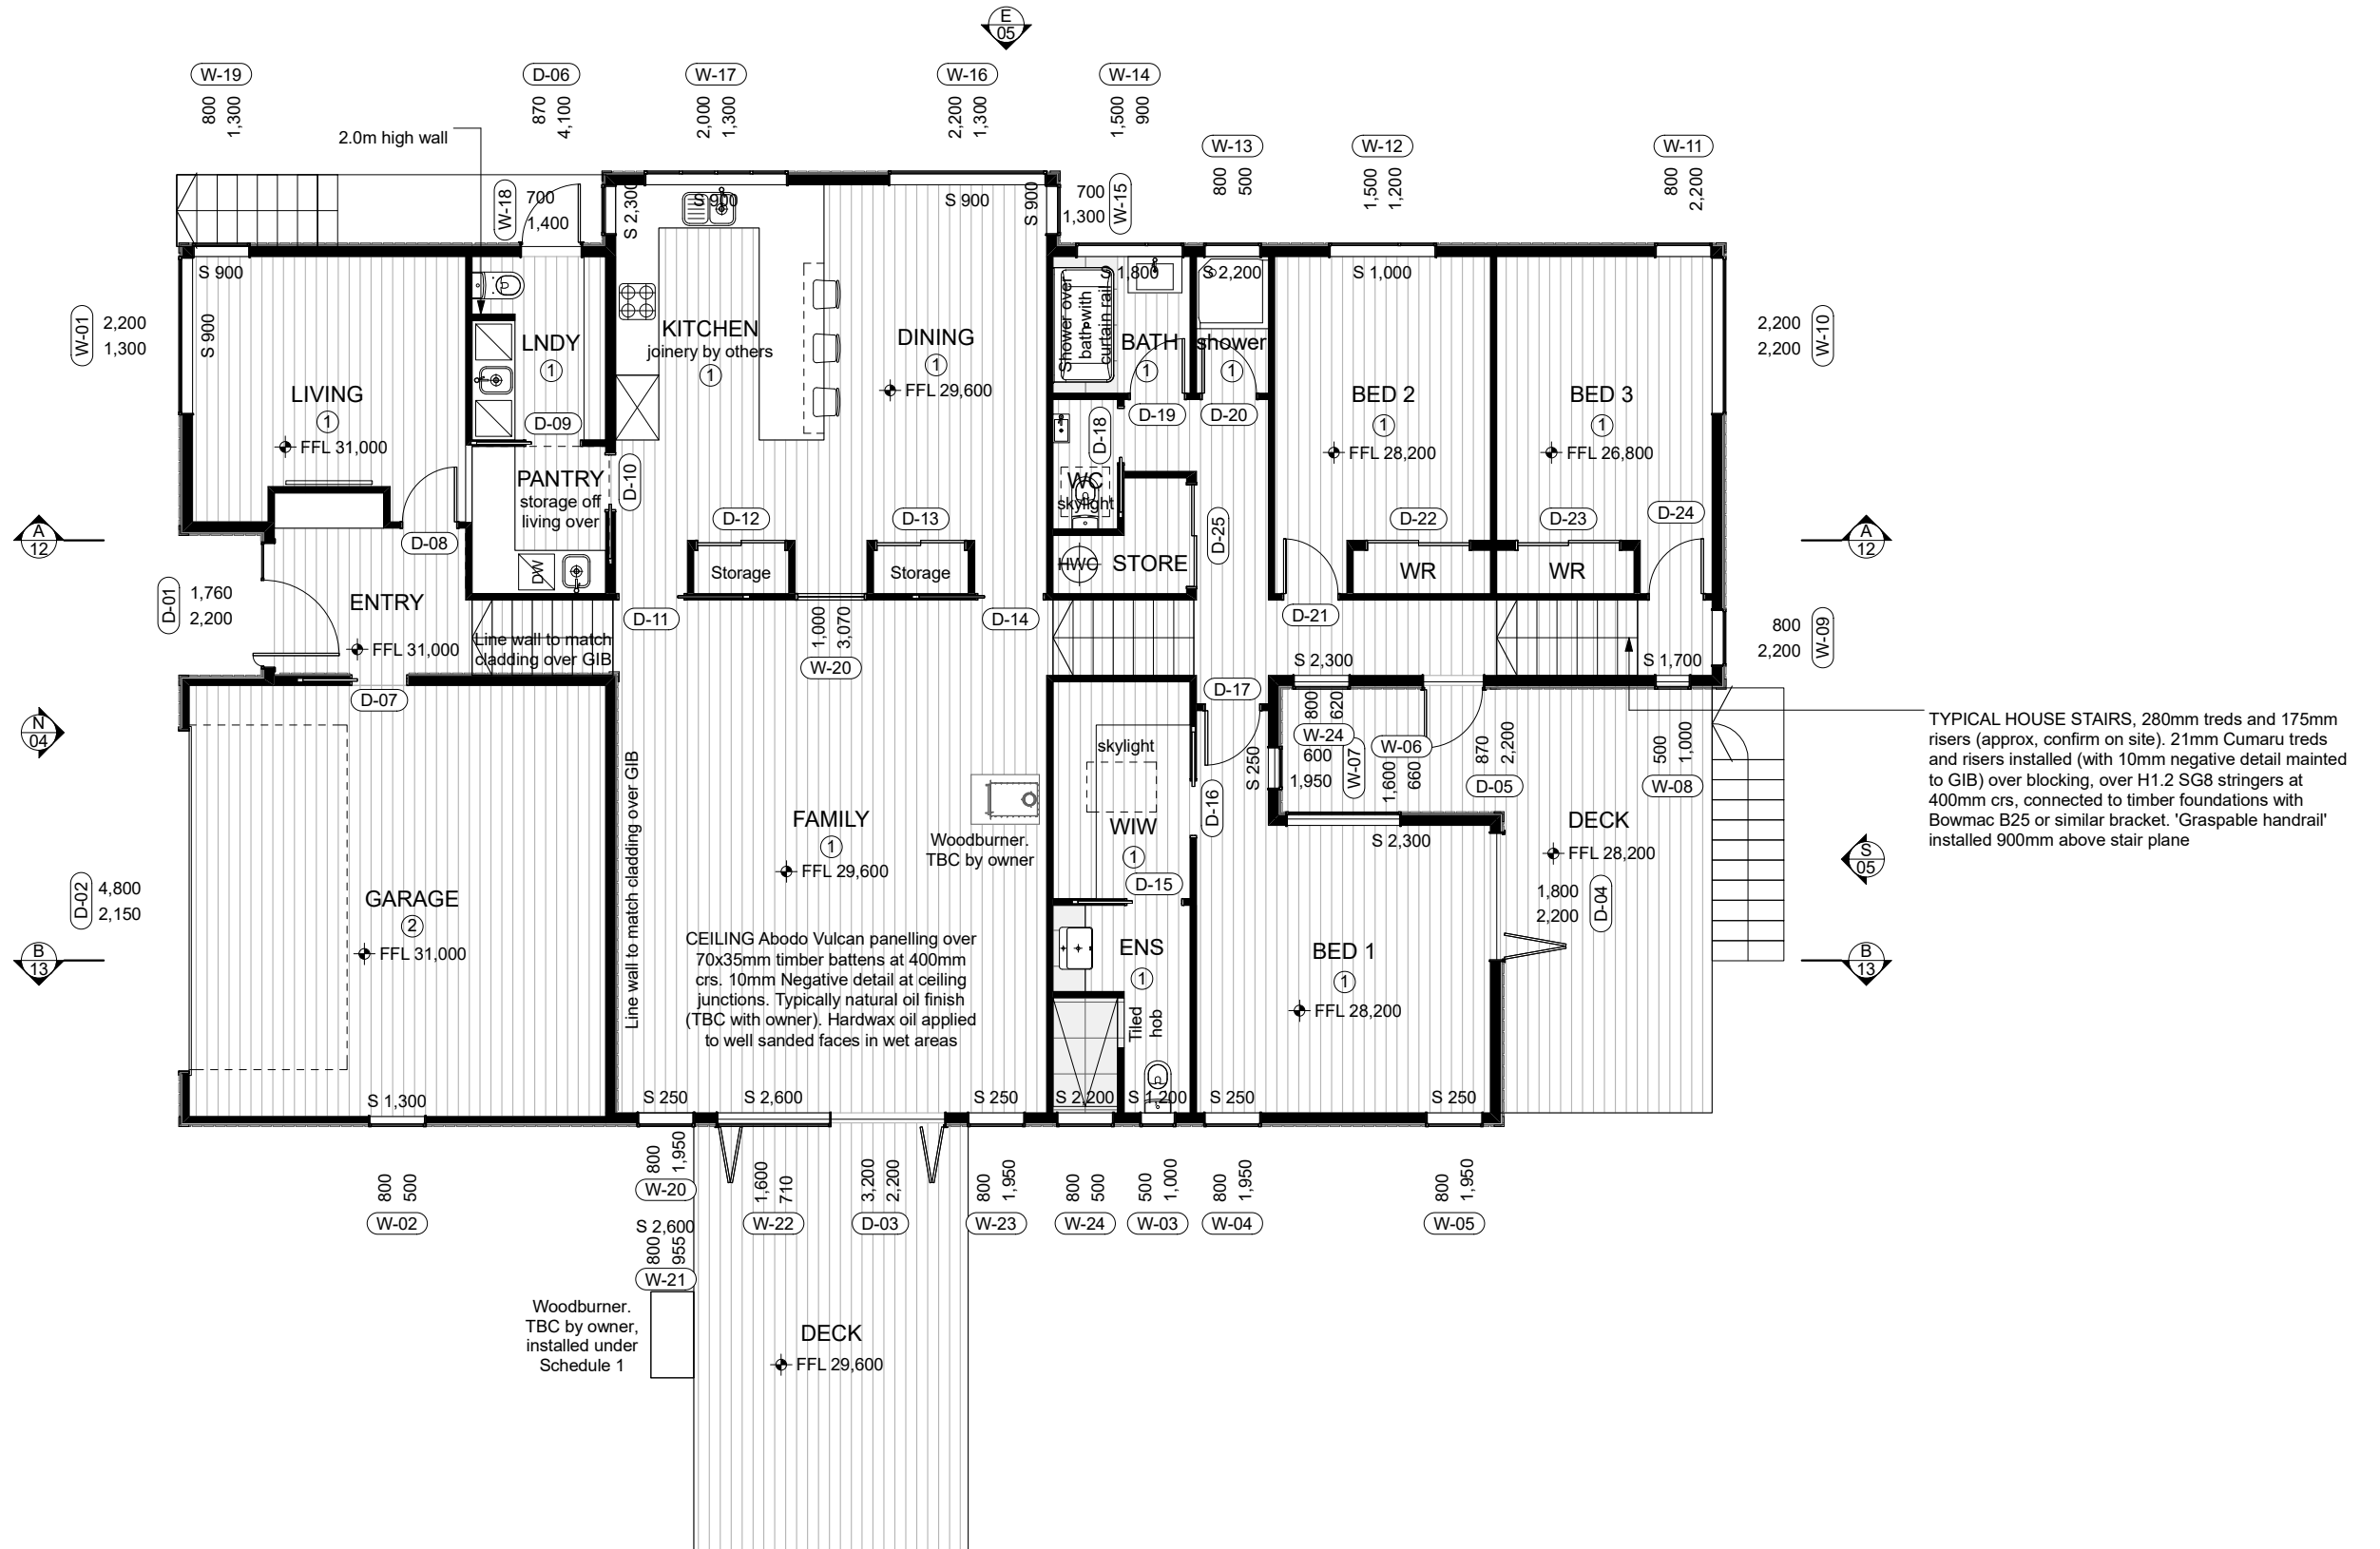 E
05
W-19
D-06
W-17
W-16
W-14
800
1,300
870
4,100
2,000
1,300
2,200
1,300
1,500
900
2.0m high wall
W-13
W-12
W-11
800
500
1,500
1,200
800
2,200
W-18
700
1,400
S 2,300
S 900
S 900
S 900
700
1,300
W-15
S 900
S 900
S 1,800
S 2,200
S 1,000
W-01
2,200
1,300
LIVING
1
FFL 31,000
LNDY
1
D-09
KITCHEN
joinery by others
1
DINING
1
FFL 29,600
Shower over
bath with
curtain rail
BATH
1
shower
1
D-19
D-20
D-18
BED 2
1
FFL 28,200
BED 3
1
FFL 26,800
2,200
2,200
W-10
PANTRY
storage off
living over
D-10
WC
skylight
D-12
D-13
D-25
D-22
D-23
D-24
A
12
D-08
DW
Storage
Storage
HWC
STORE
WR
WR
A
12
D-01
1,760
2,200
ENTRY
FFL 31,000
Line wall to match
cladding over GIB
D-11
1,000
3,070
W-20
D-14
D-21
800
2,200
W-09
S 2,300
S 1,700
D-07
D-17
N
04
Line wall to match cladding over GIB
skylight
S 250
800
620
W-24
600
1,950
W-07
W-06
1,600
660
870
2,200
D-05
500
1,000
W-08
TYPICAL HOUSE STAIRS, 280mm treds and 175mm
risers (approx, confirm on site). 21mm Cumaru treds
and risers installed (with 10mm negative detail mainted
to GIB) over blocking, over H1.2 SG8 stringers at
400mm crs, connected to timber foundations with
Bowmac B25 or similar bracket. 'Graspable handrail'
installed 900mm above stair plane
D-02
4,800
2,150
GARAGE
2
FFL 31,000
FAMILY
1
FFL 29,600
Woodburner.
TBC by owner
WIW
1
D-16
D-15
S 2,300
DECK
FFL 28,200
1,800
2,200
D-04
S
05
B
13
CEILING Abodo Vulcan panelling over
70x35mm timber battens at 400mm
crs. 10mm Negative detail at ceiling
junctions. Typically natural oil finish
(TBC with owner). Hardwax oil applied
to well sanded faces in wet areas
ENS
1
Tiled
hob
BED 1
1
FFL 28,200
B
13
S 1,300
S 250
S 2,600
S 250
S 2,200
S 1,200
S 250
S 250
800
500
W-02
800
1,950
W-20
1,600
710
W-22
3,200
2,200
D-03
800
1,950
W-23
800
500
W-24
500
1,000
W-03
800
1,950
W-04
800
1,950
W-05
S 2,600
800
955
W-21
Woodburner.
TBC by owner,
installed under
Schedule 1
DECK
FFL 29,600